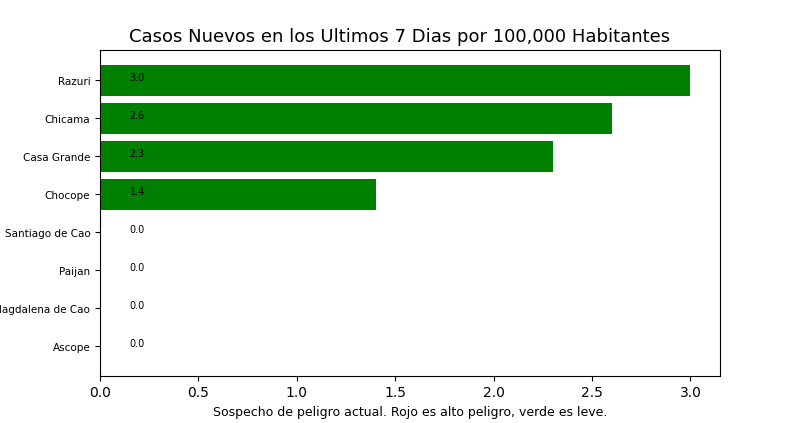 Casos Nuevos en los Ultimos 7 Dias por 100,000 Habitantes
Razuri 3.0
Chicama 2.6
Casa Grande 2.3
Chocope 1.4
Santiago de Cao 0.0
Paijan 0.0
de Cao 0.0
Ascope 0.0
0.0 0.5 1.0 1.5 2.0 2.5 3.0
Sospecho de peligro actual. Rojo es alto peligro, verde es leve.